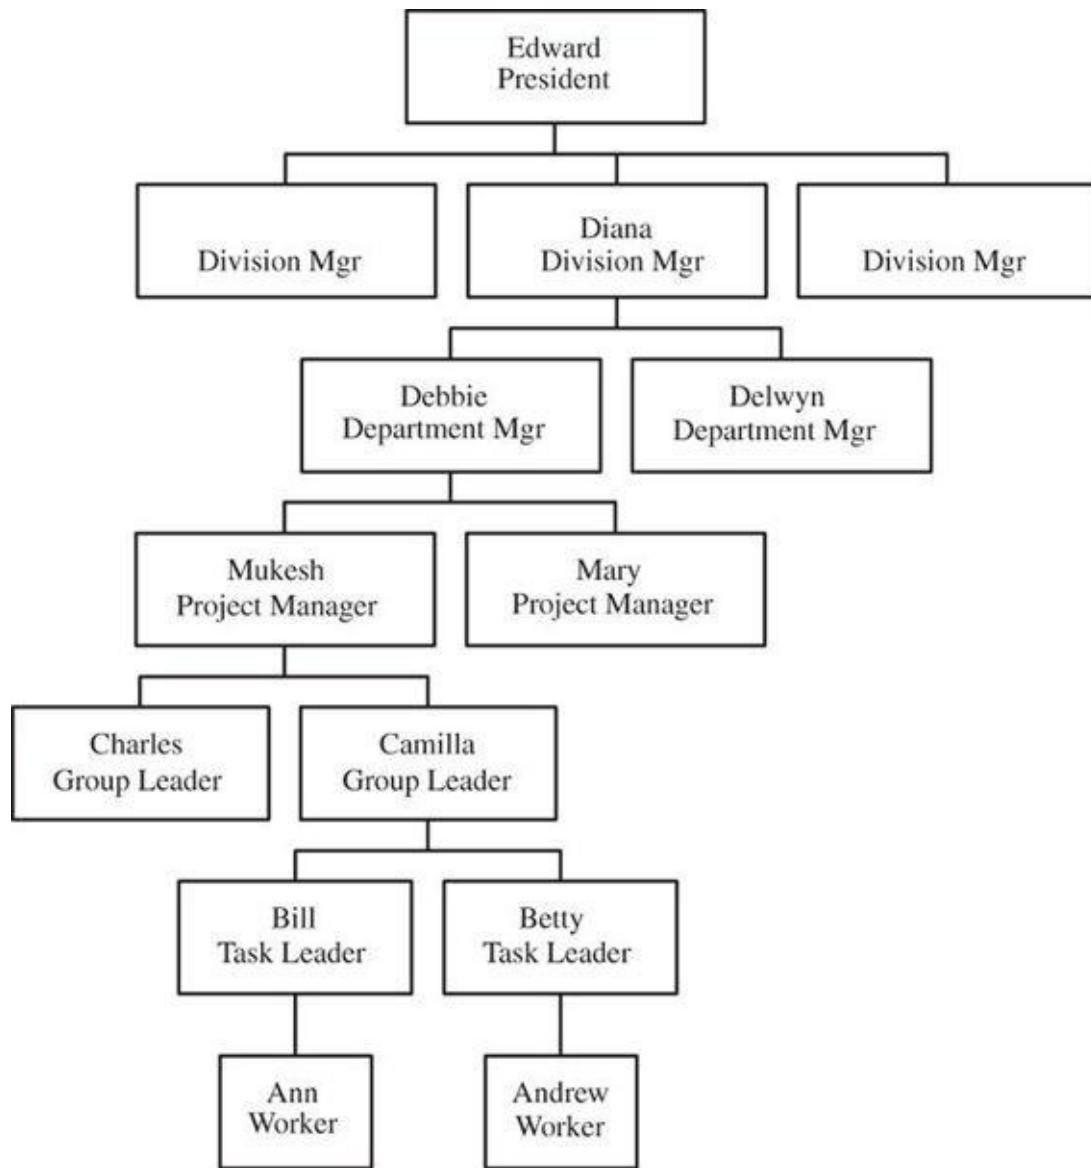 Edward
President
Division Mgr
Diana
Division Mgr
Division Mgr
Debbie
Department Mgr
Delwyn
Department Mgr
Mukesh
Project Manager
Mary
Project Manager
Charles
Group Leader
Camilla
Group Leader
Bill
Task Leader
Betty
Task Leader
Ann
Worker
Andrew
Worker